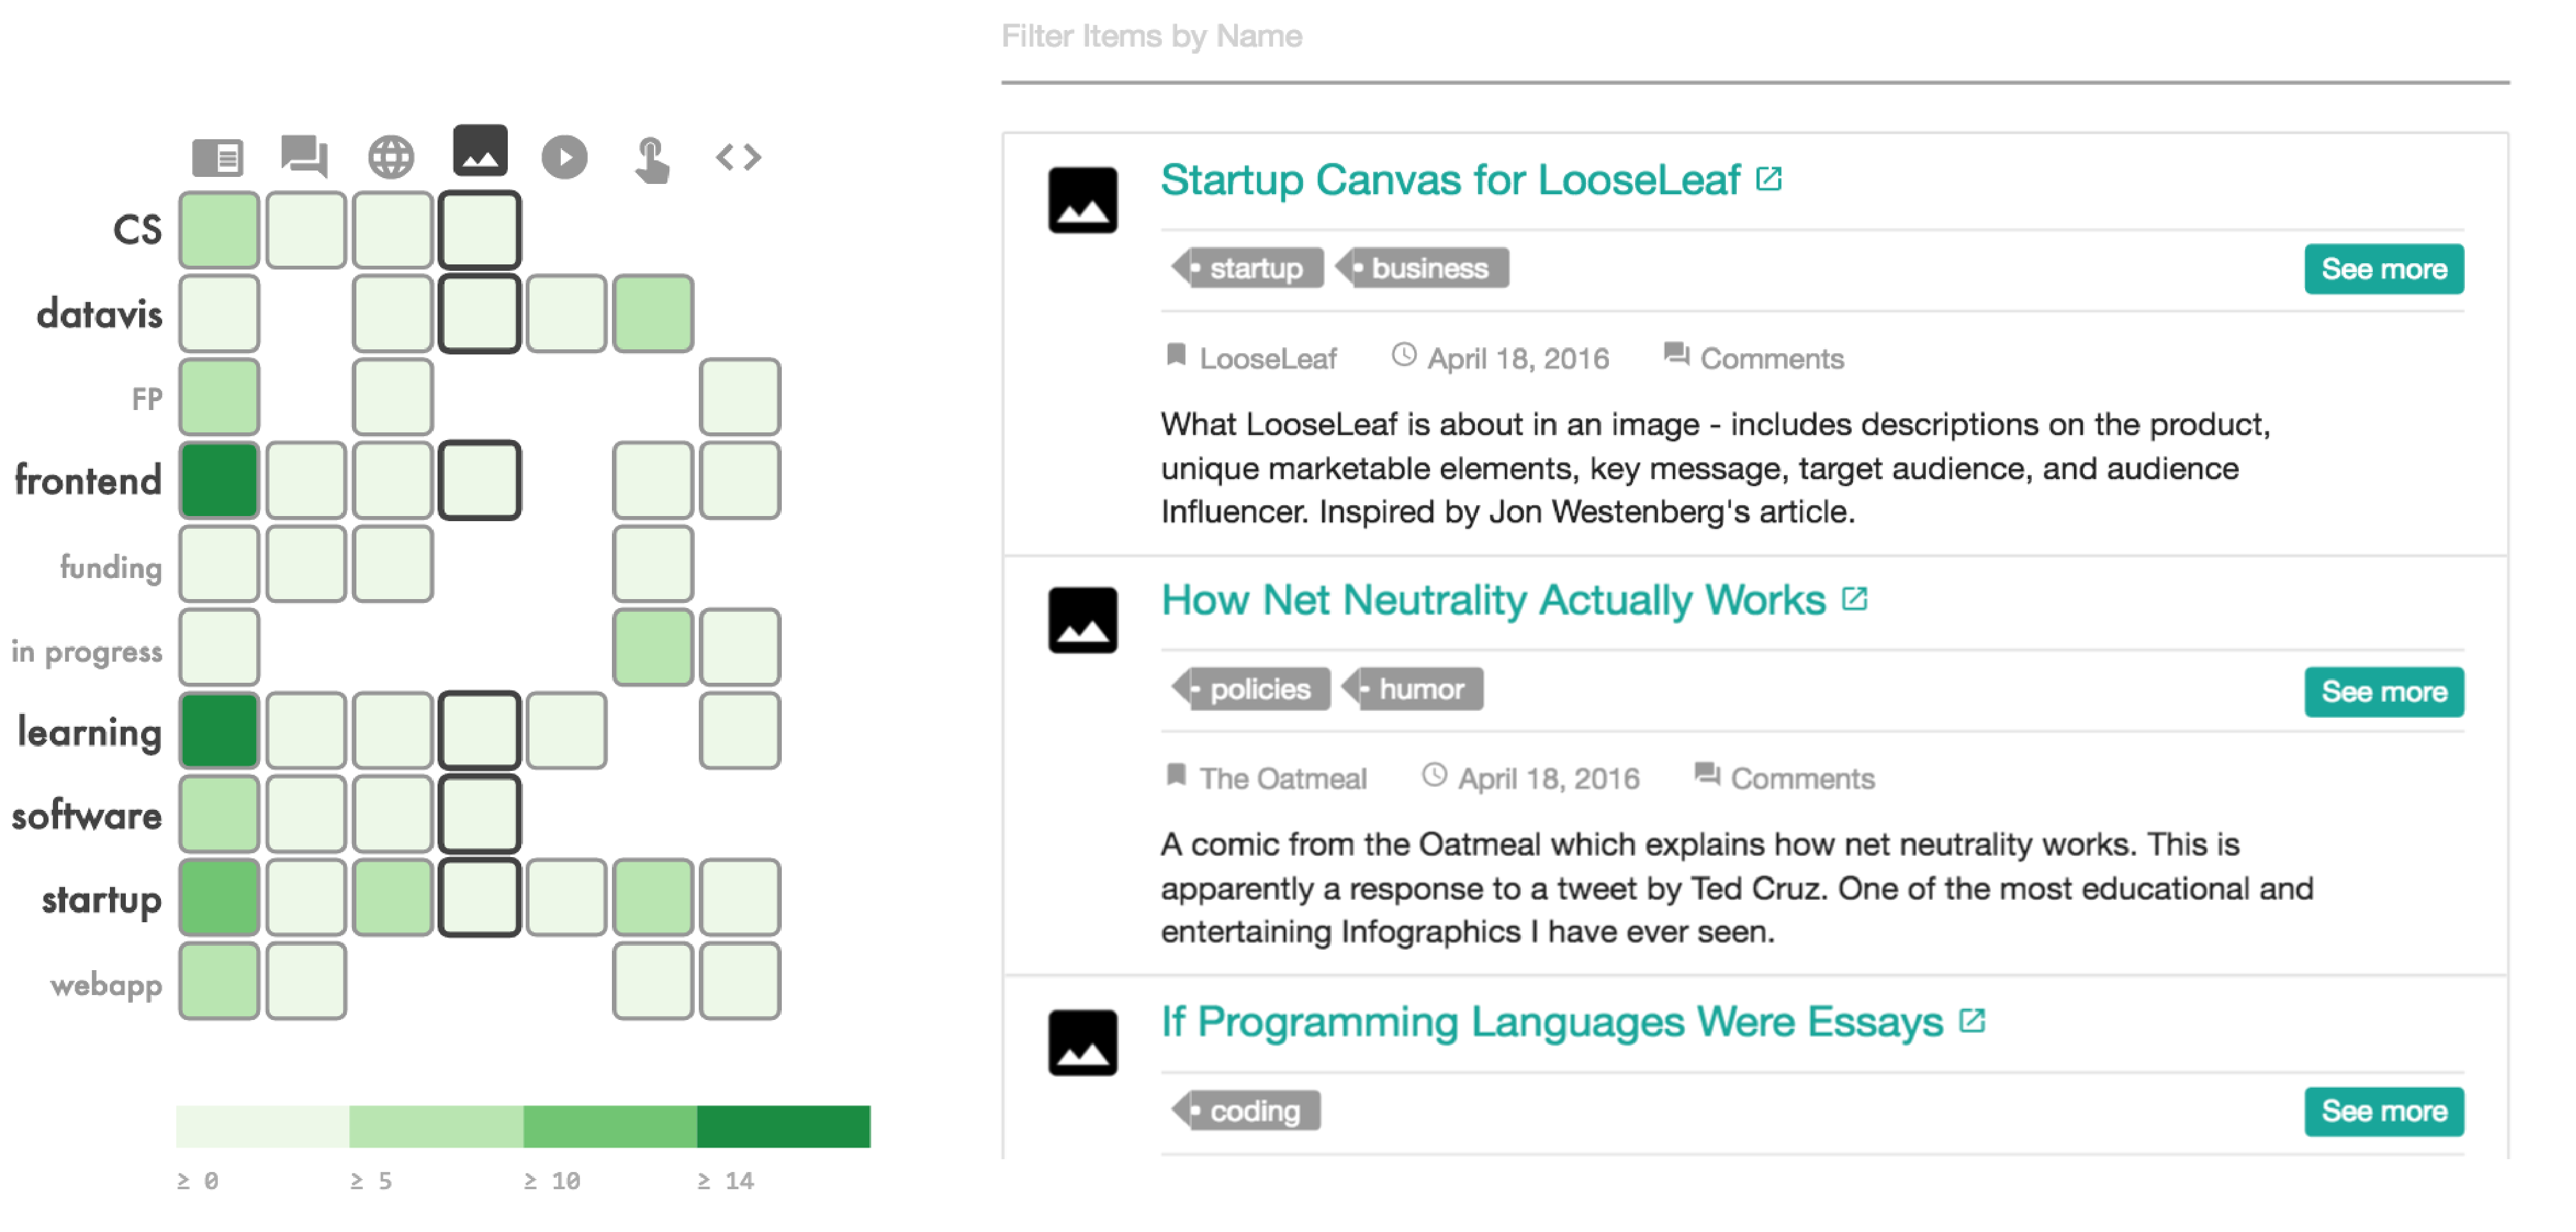 Filter Items by Name
CS
datavis
FP
frontend
funding
in progress
learning
software
startup
webapp
≥ 0 ≥ 5 ≥ 10 ≥ 14
Startup Canvas for LooseLeaf
startup business See more
LooseLeaf April 18, 2016 Comments
What LooseLeaf is about in an image - includes descriptions on the product,
unique marketable elements, key message, target audience, and audience
Influencer. Inspired by Jon Westenberg's article.
How Net Neutrality Actually Works
policies humor See more
The Oatmeal April 18, 2016 Comments
A comic from the Oatmeal which explains how net neutrality works. This is
apparently a response to a tweet by Ted Cruz. One of the most educational and
entertaining Infographics I have ever seen.
If Programming Languages Were Essays
coding See more